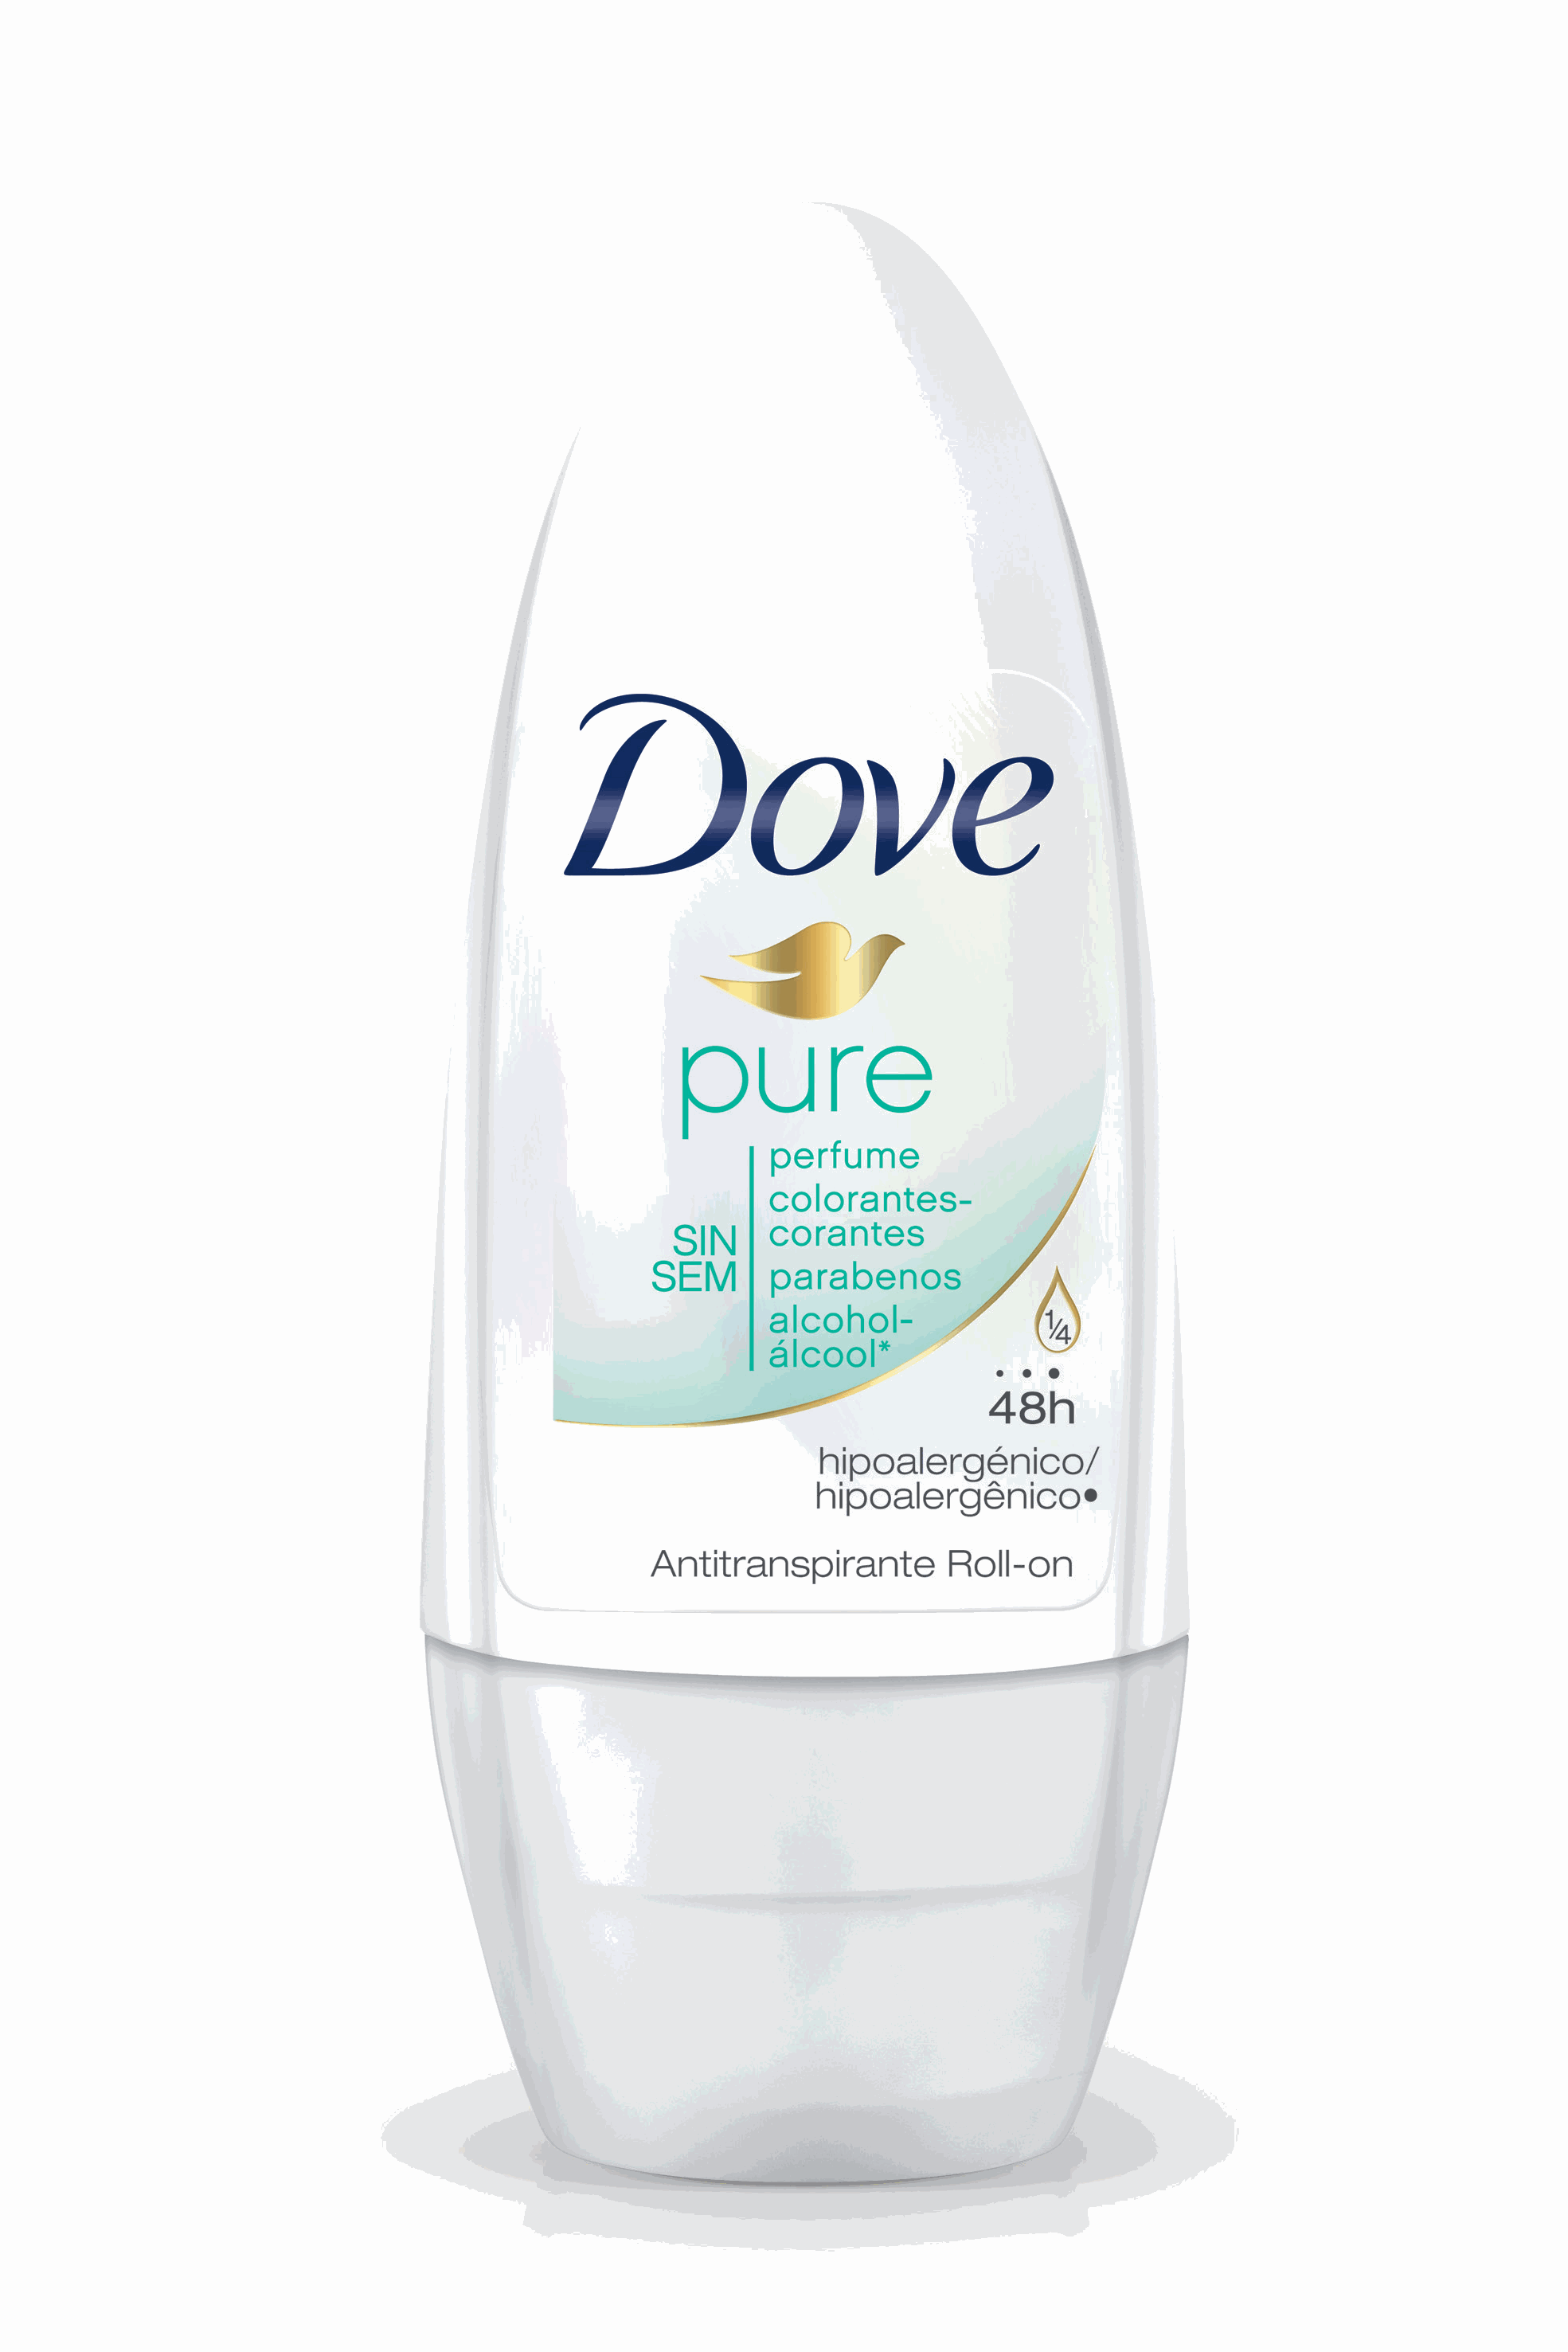 Dove
pure
perfume
colorantes-
SIN corantes
SEM parabenos
alcohol-
álcool*
1/4
48h
hipoalergénico/
hipoalergênico•
Antitranspirante Roll-on